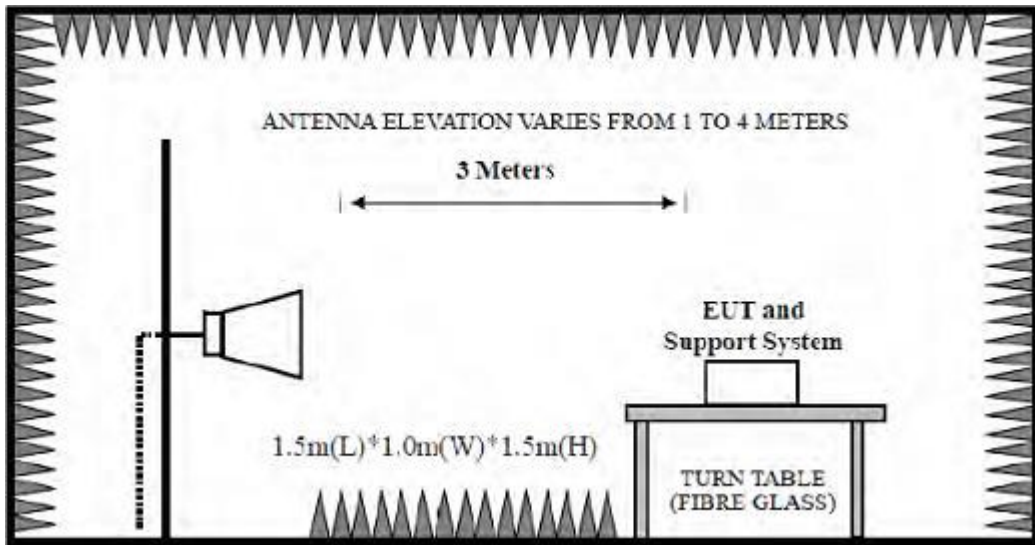 ANTENNA ELEVATION VARIES FROM 1 TO 4 METERS
3 Meters
EUT and
Support System
1.5m(L)*1.0m(W)*1.5m(H)
TURN TABLE
(FIBRE GLASS)